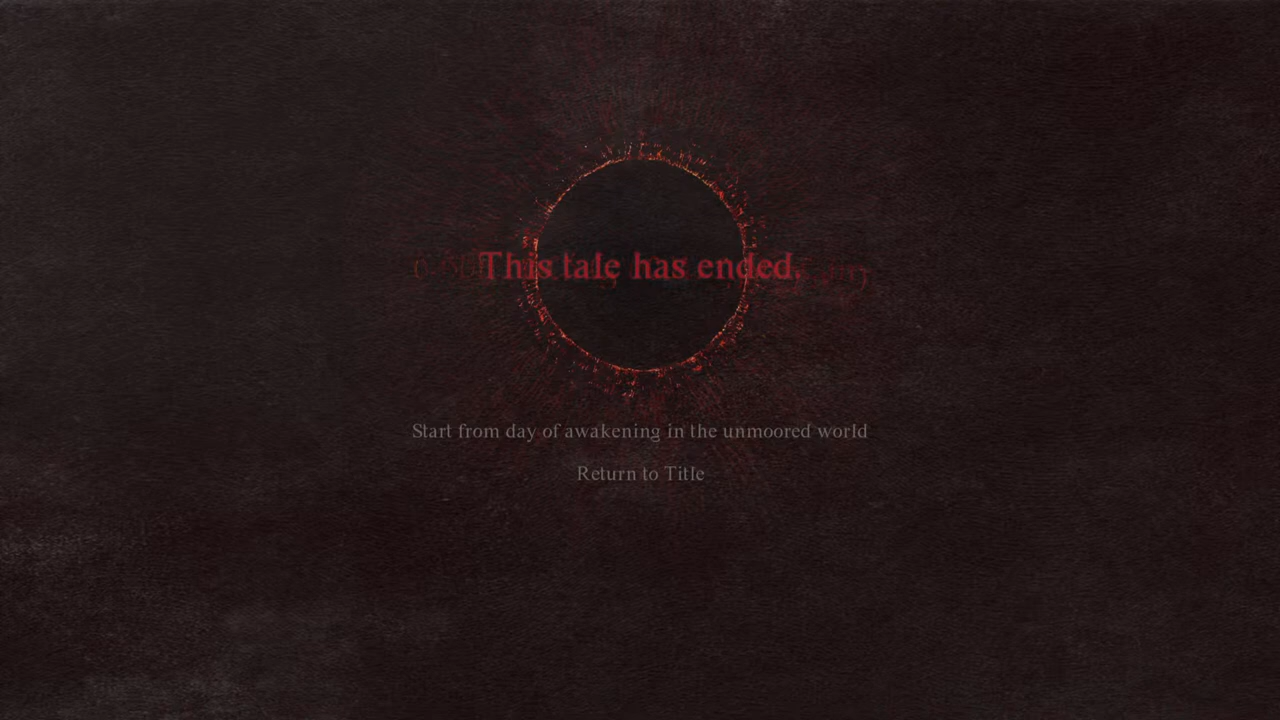 This tale has ended.
Start from day of awakening in the unmoored world
Return to Title